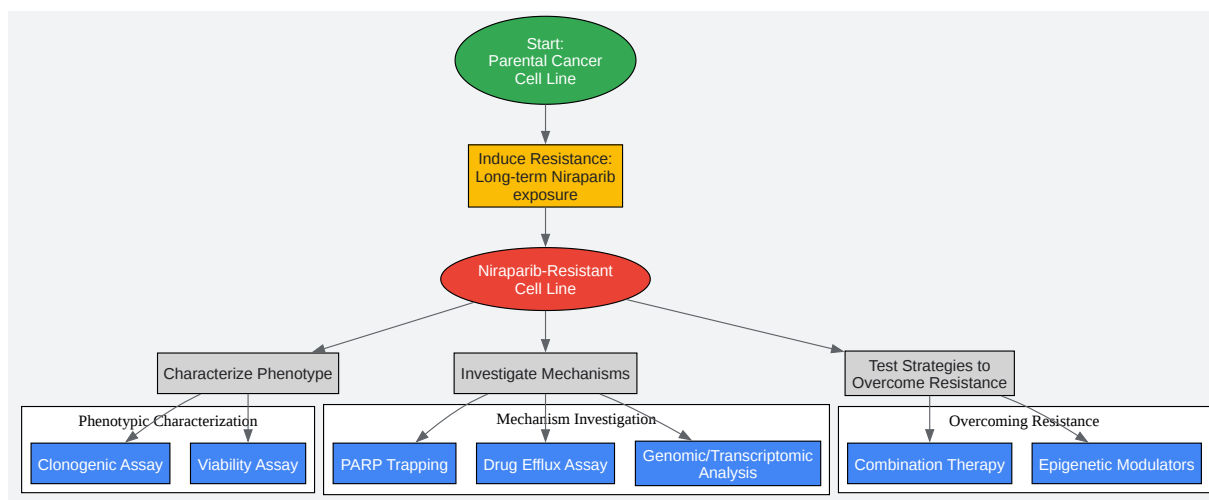 Start:
Parental Cancer
Cell Line
Induce Resistance:
Long-term Niraparib
exposure
Niraparib-Resistant
Cell Line
Characterize Phenotype
Investigate Mechanisms
Test Strategies to
Overcome Resistance
Phenotypic Characterization
Clonogenic Assay
Viability Assay
Mechanism Investigation
PARP Trapping
Drug Efflux Assay
Genomic/Transcriptomic
Analysis
Overcoming Resistance
Combination Therapy
Epigenetic Modulators